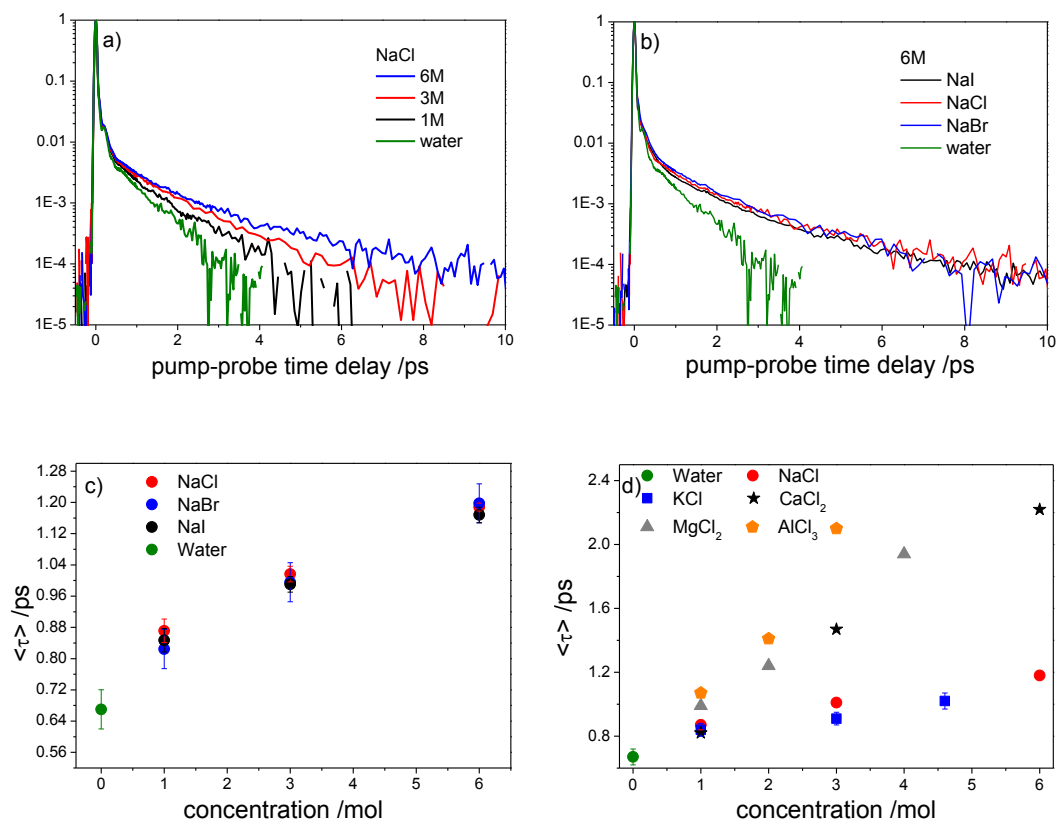 a)
NaCl
6M
3M
1M
water
1
0.1
0.01
1E-3
1E-4
1E-5
0 2 4 6 8 10
pump-probe time delay /ps
b)
6M
NaI
NaCl
NaBr
water
1
0.1
0.01
1E-3
1E-4
1E-5
0 2 4 6 8 10
pump-probe time delay /ps
c)
NaCl
NaBr
NaI
Water
1.28
1.20
1.12
1.04
0.96
0.88
0.80
0.72
0.64
0.56
<τ> /ps
0 1 2 3 4 5 6
concentration /mol
d)
Water NaCl
KCl CaCl₂
MgCl₂ AlCl₃
2.4
2.0
1.6
1.2
0.8
<τ> /ps
0 1 2 3 4 5 6
concentration /mol